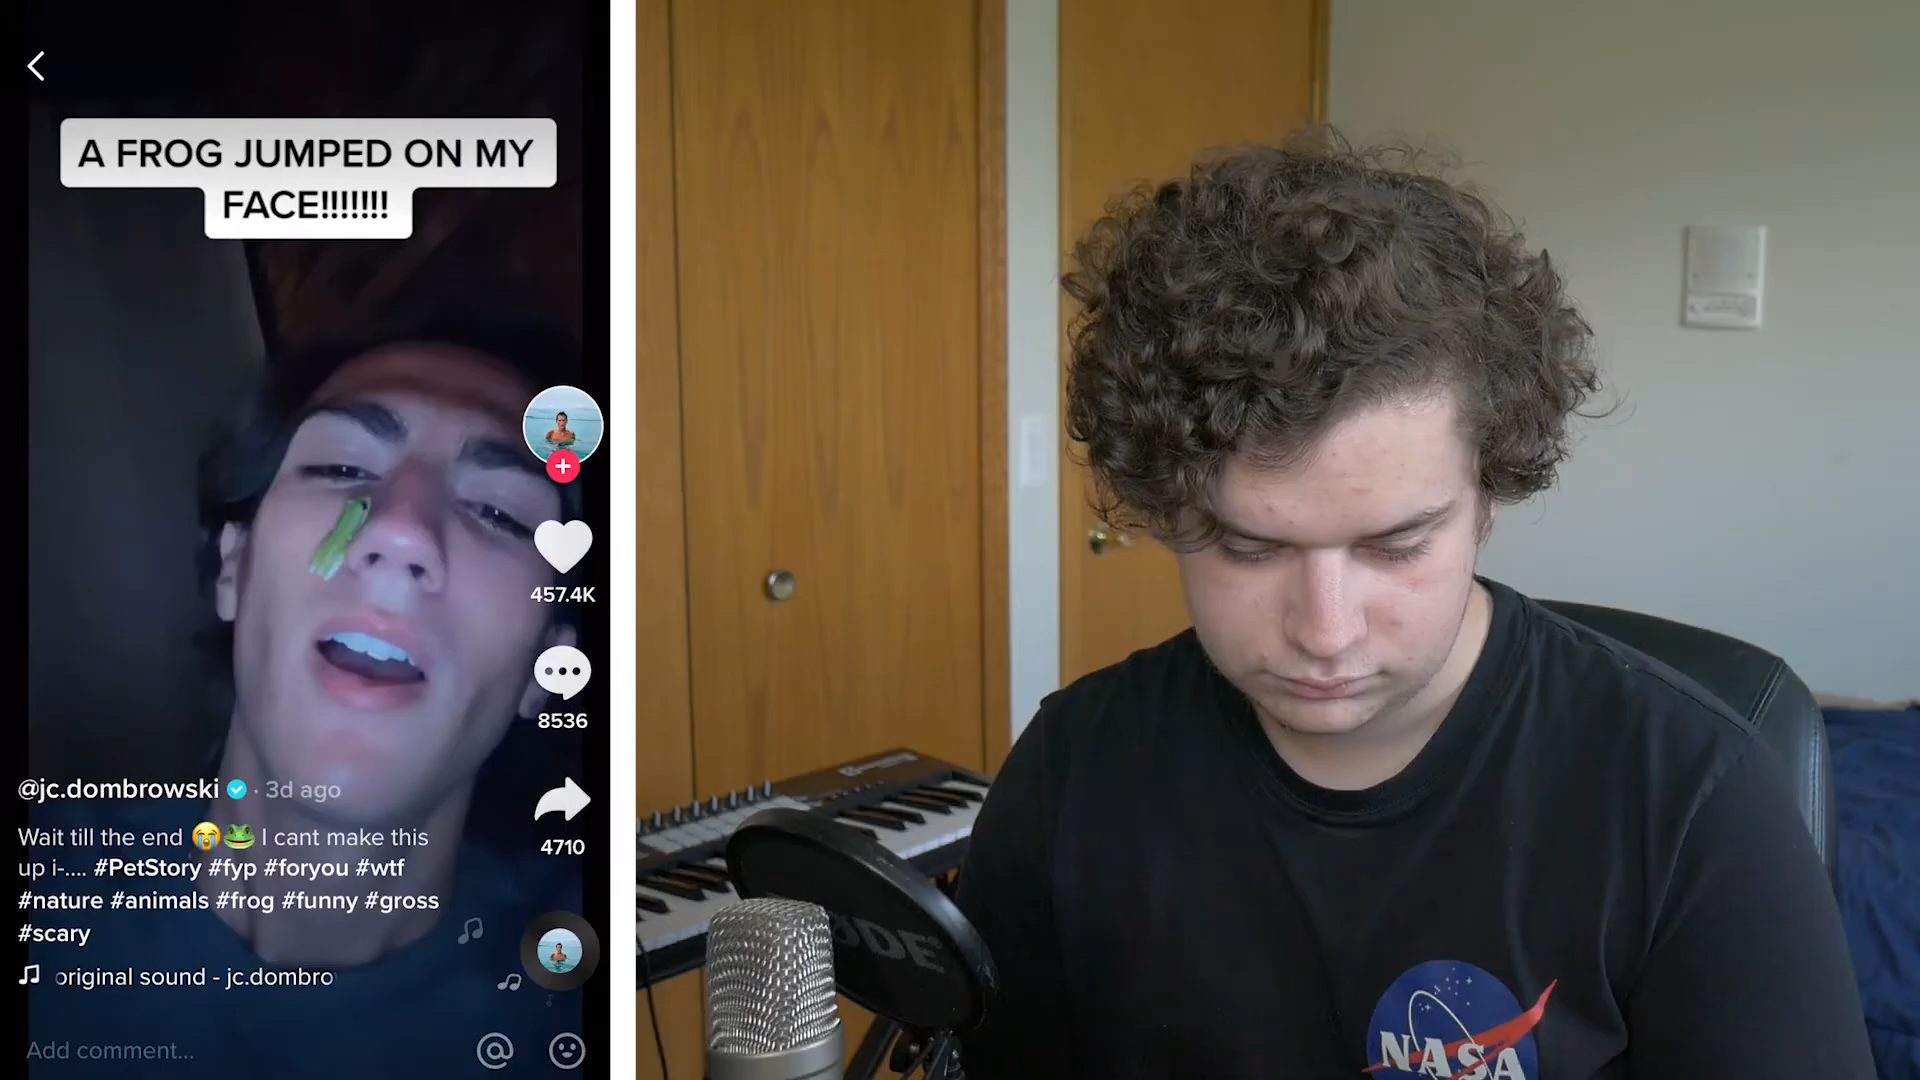 A FROG JUMPED ON MY
FACE!!!!!!!
457.4K
8536
4710
@jc.dombrowski · 3d ago
Wait till the end 😭🐸 I cant make this
up i-.... #PetStory #fyp #foryou #wtf
#nature #animals #frog #funny #gross
#scary
original sound - jc.dombro
Add comment...
NASA